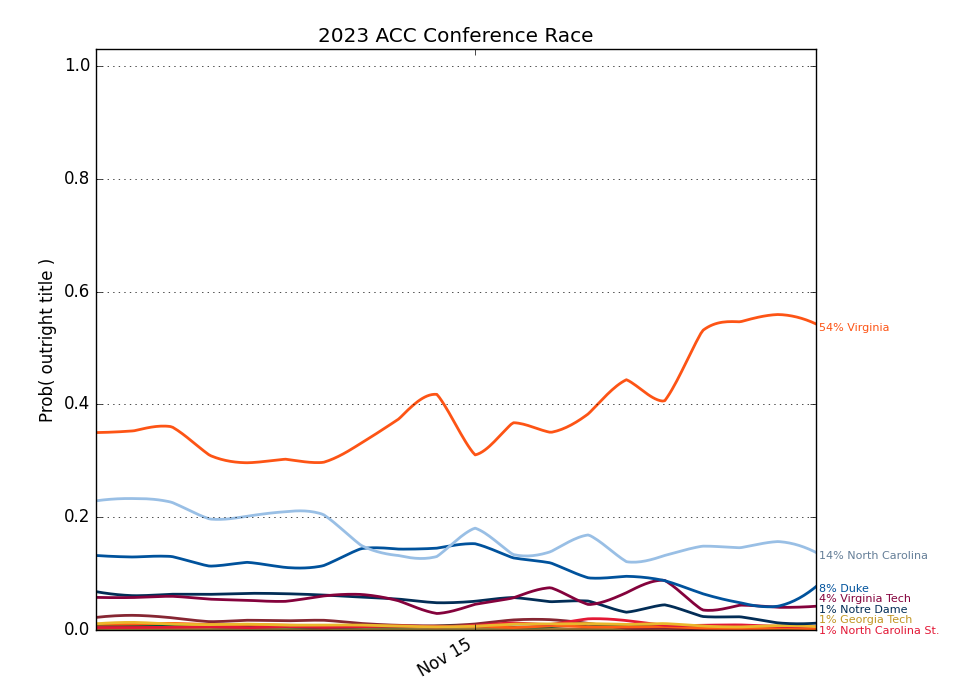 2023 ACC Conference Race
Prob( outright title )
1.0
0.8
0.6
0.4
0.2
0.0
Nov 15
54% Virginia
14% North Carolina
8% Duke
4% Virginia Tech
1% Notre Dame
1% Georgia Tech
1% North Carolina St.